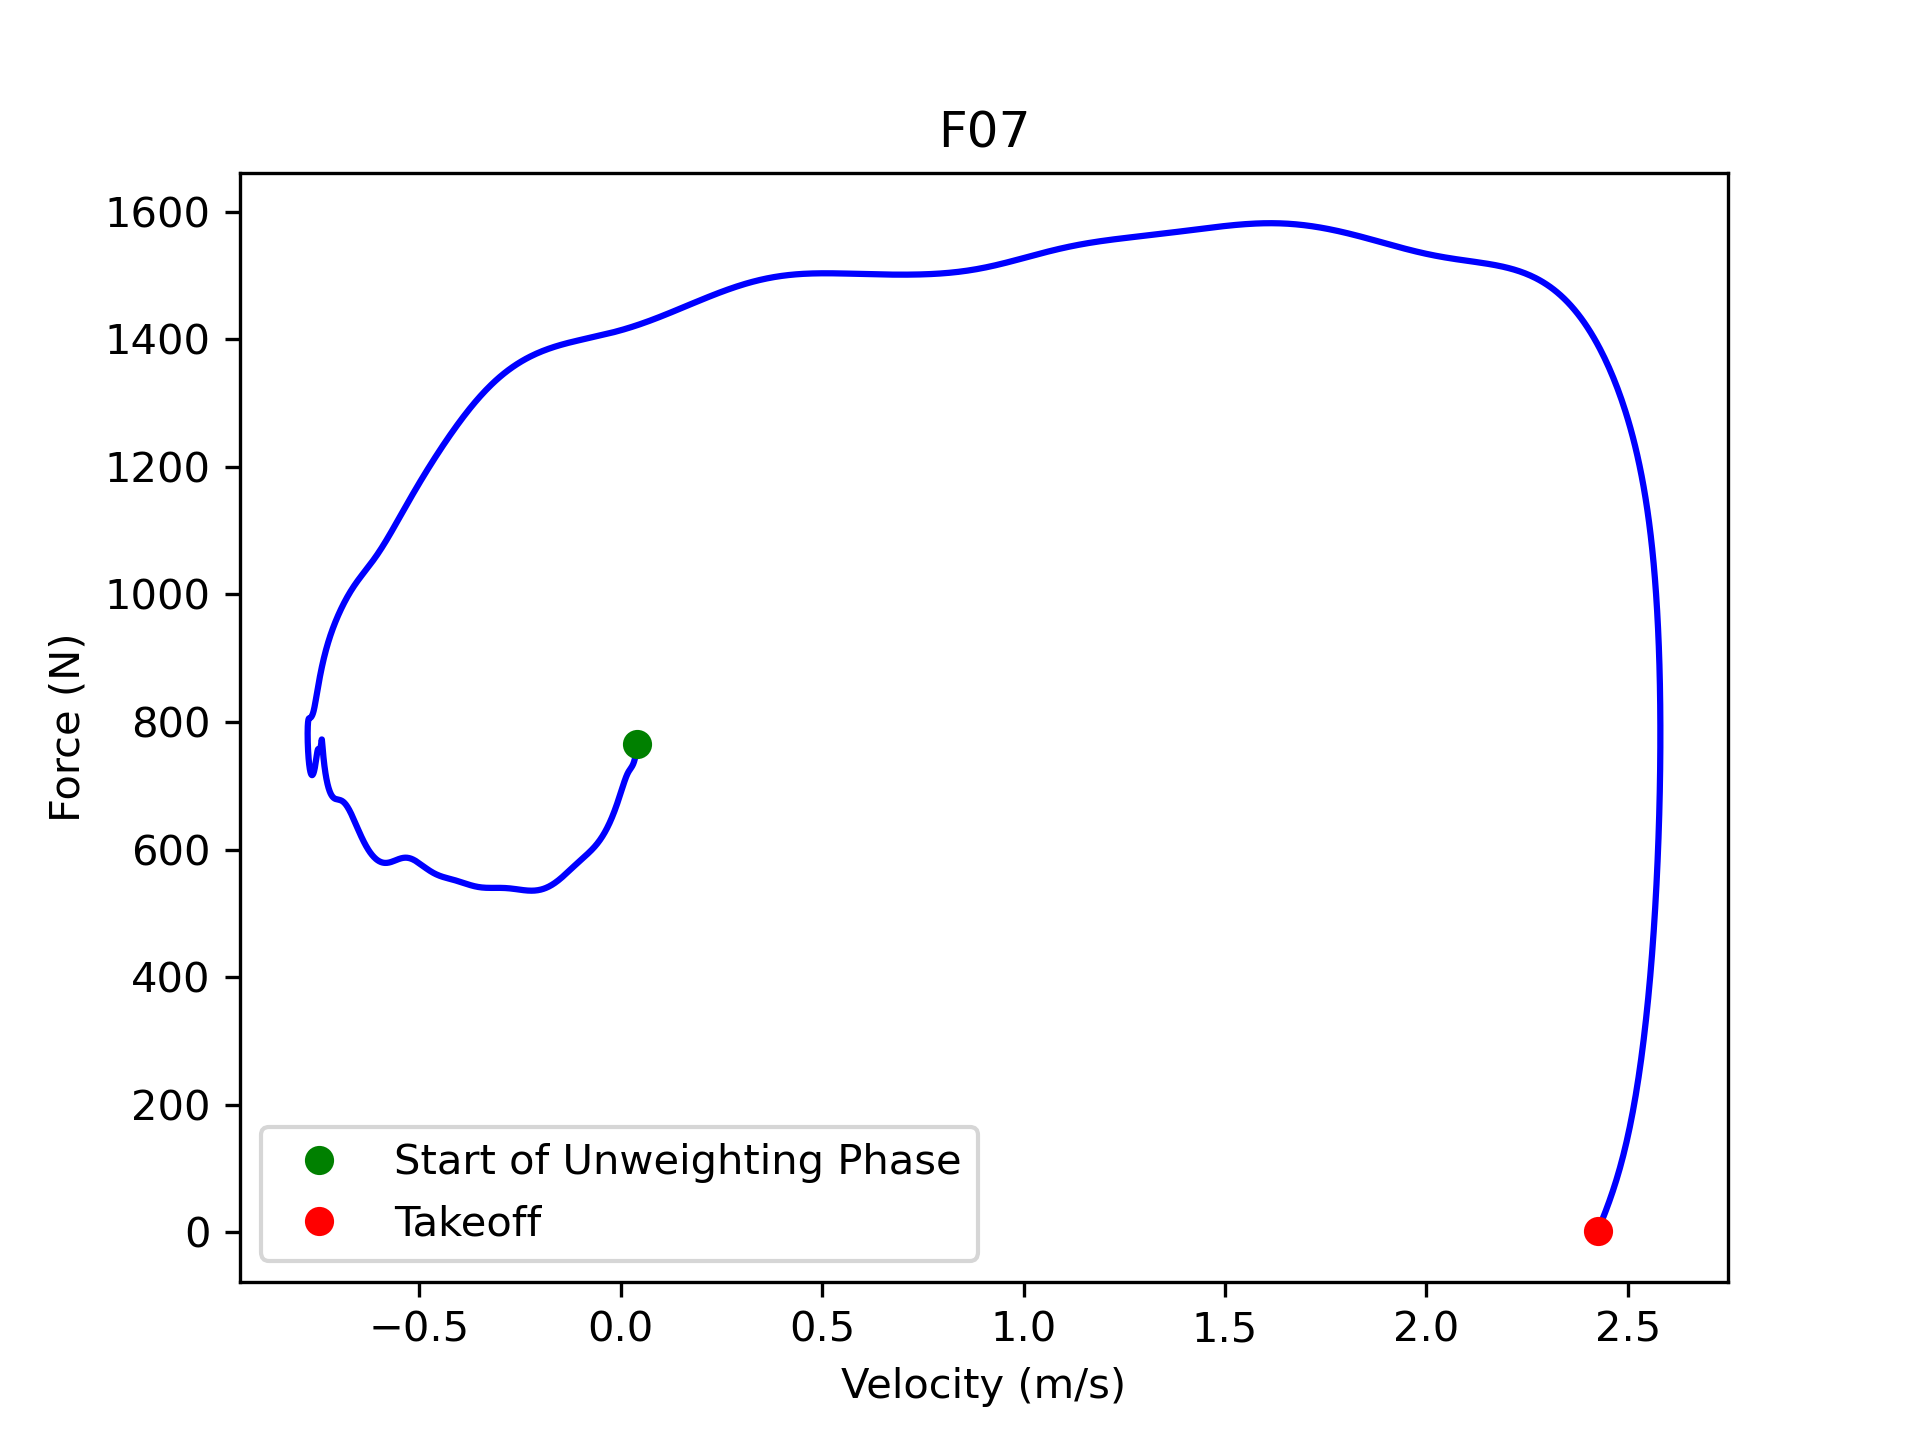 F07
1600
1400
1200
1000
800
600
400
200
0
Force (N)
Start of Unweighting Phase
Takeoff
−0.5 0.0 0.5 1.0 1.5 2.0 2.5
Velocity (m/s)